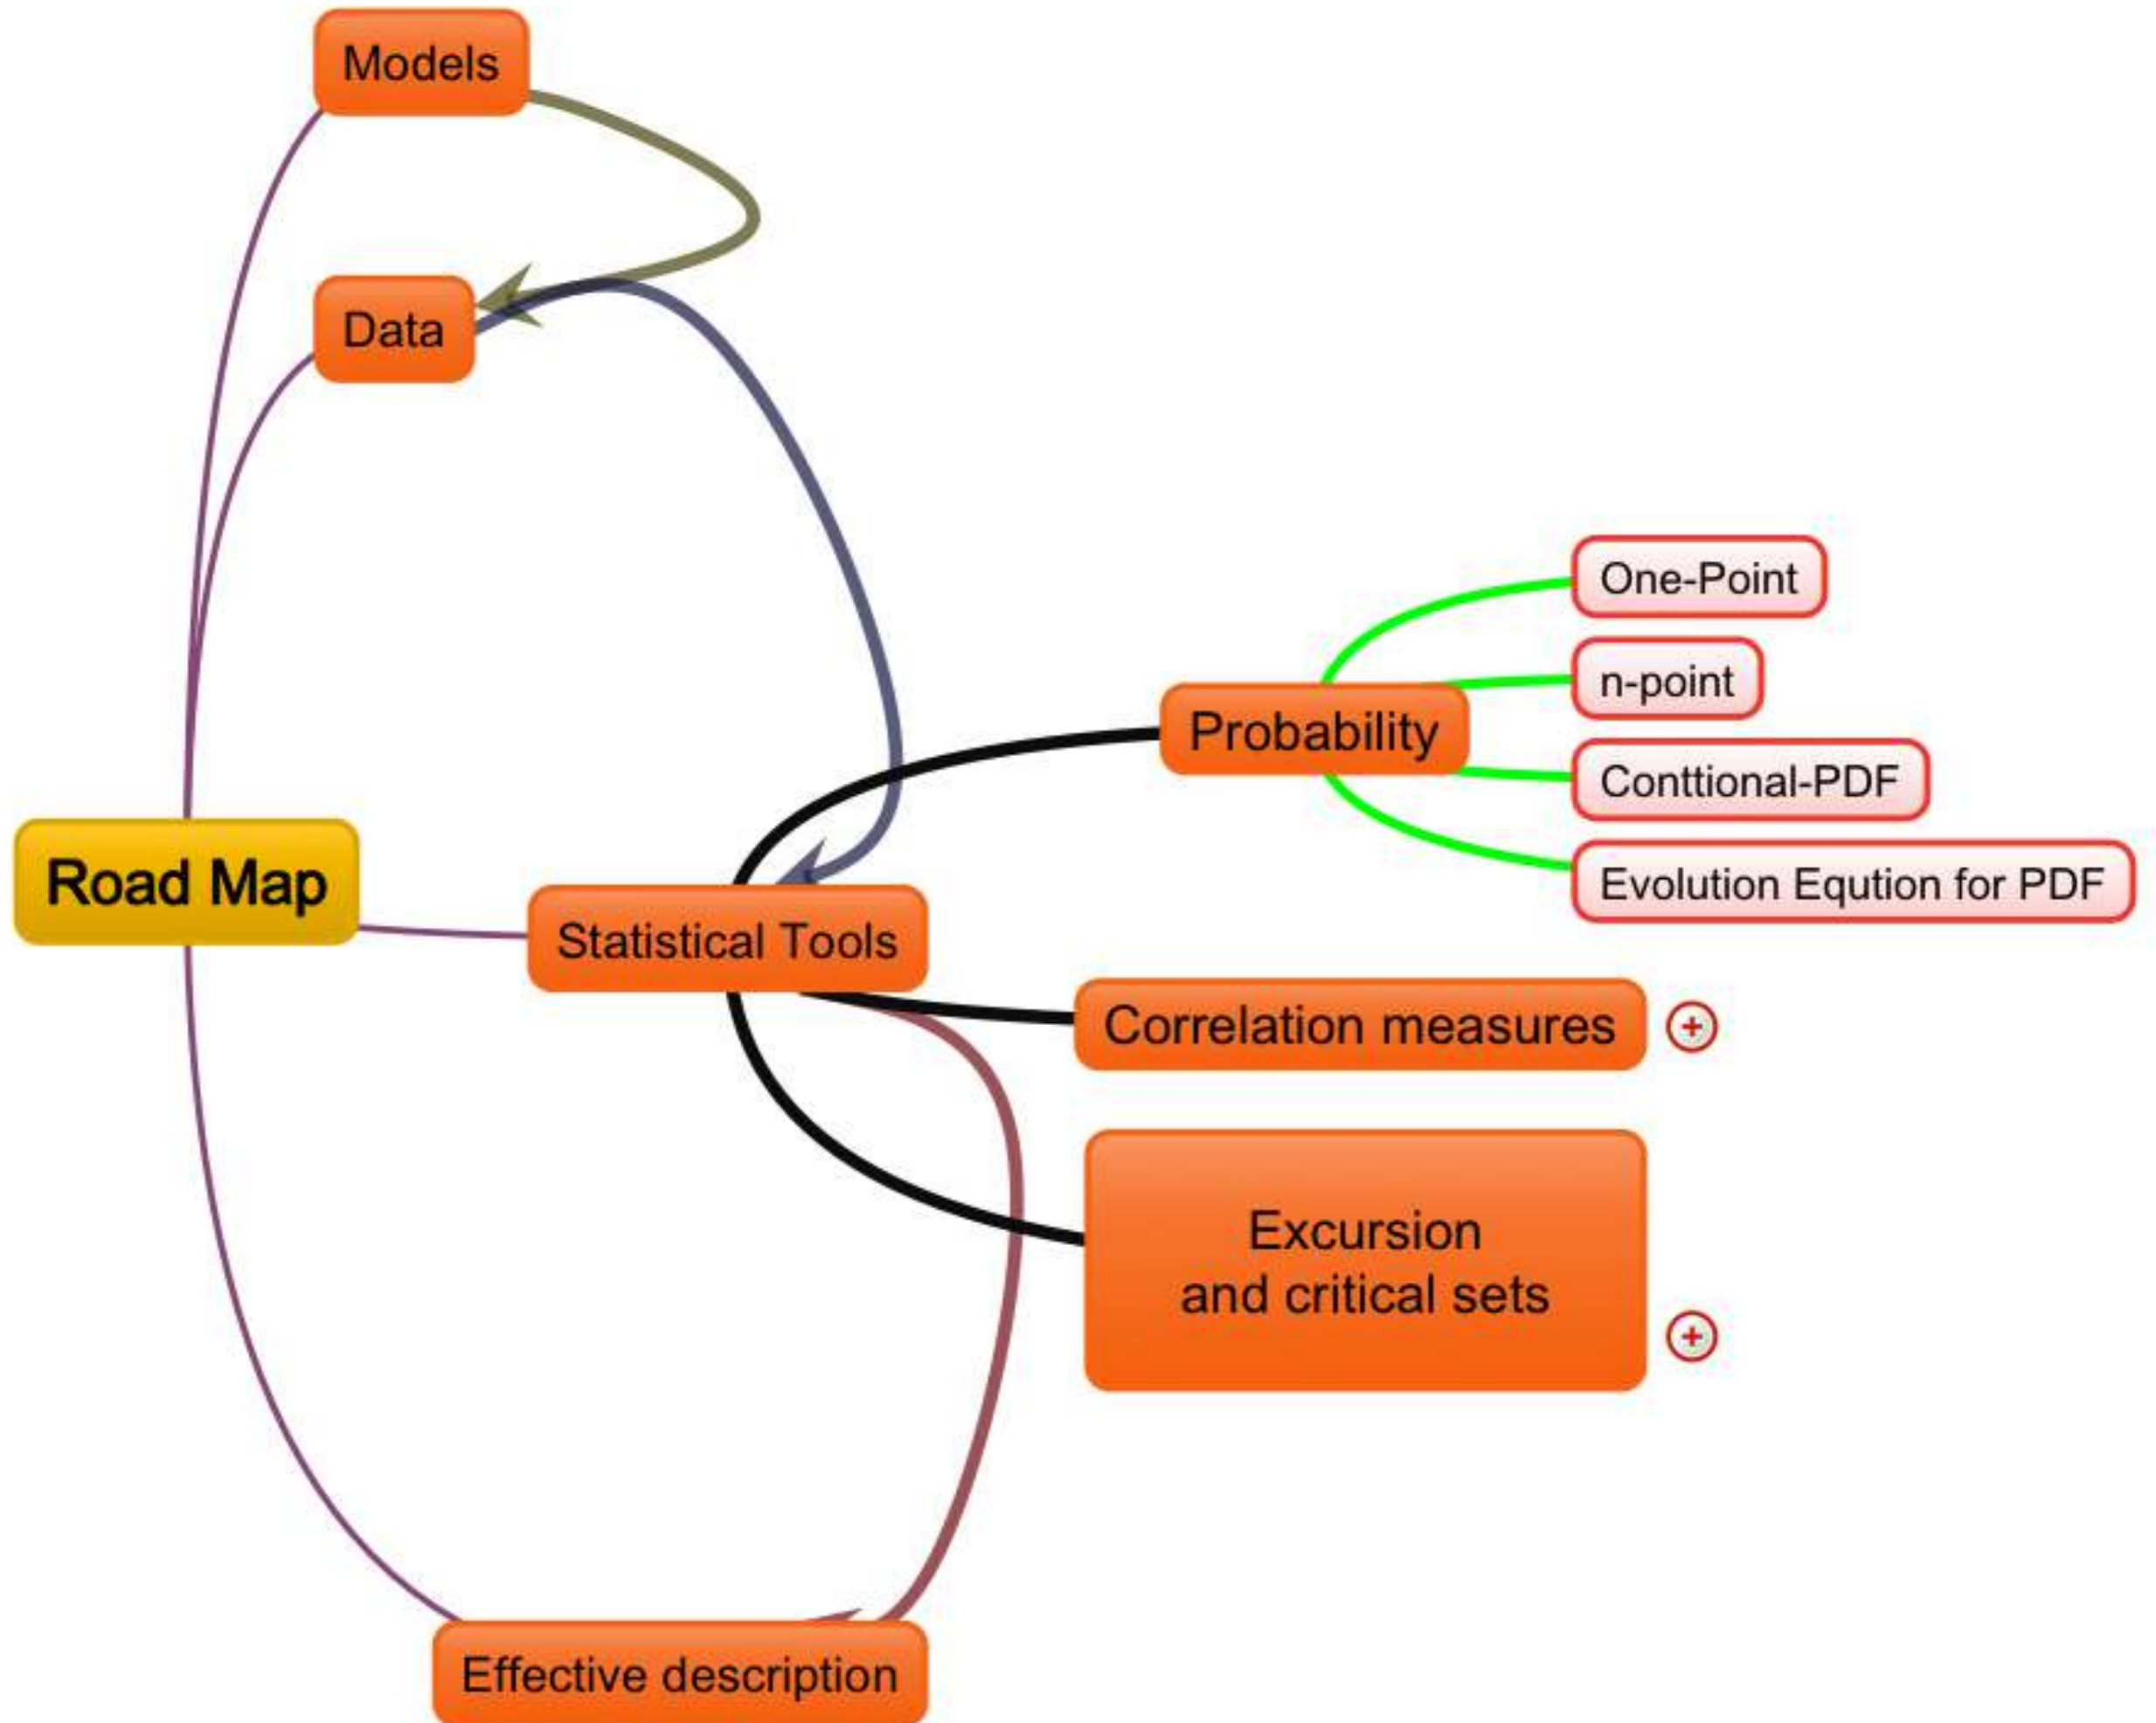 Models
Data
Road Map
Statistical Tools
Probability
One-Point
n-point
Conttional-PDF
Evolution Eqution for PDF
Correlation measures
+
Excursion
and critical sets
+
Effective description